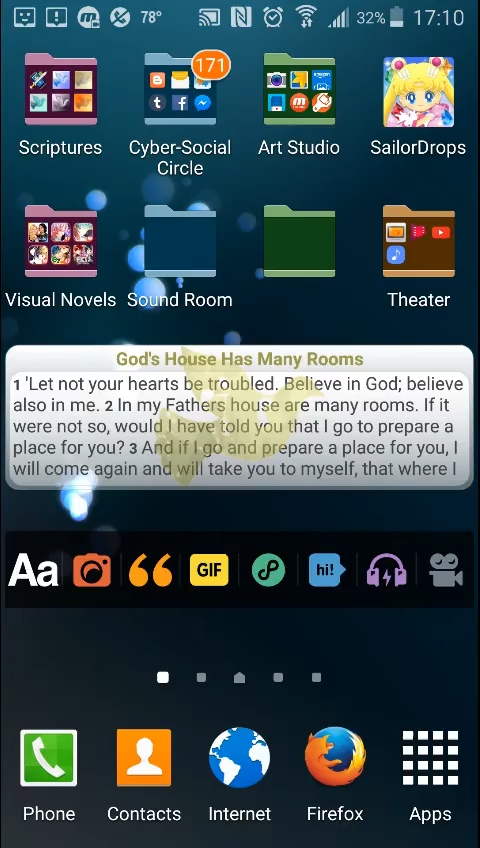 78° 32% 17:10
171
Scriptures Cyber-Social Circle Art Studio SailorDrops
Visual Novels Sound Room Theater
God's House Has Many Rooms
1 'Let not your hearts be troubled. Believe in God; believe
also in me. 2 In my Fathers house are many rooms. If it
were not so, would I have told you that I go to prepare a
place for you? 3 And if I go and prepare a place for you, I
will come again and will take you to myself, that where I
Aa GIF hi!
Phone Contacts Internet Firefox Apps